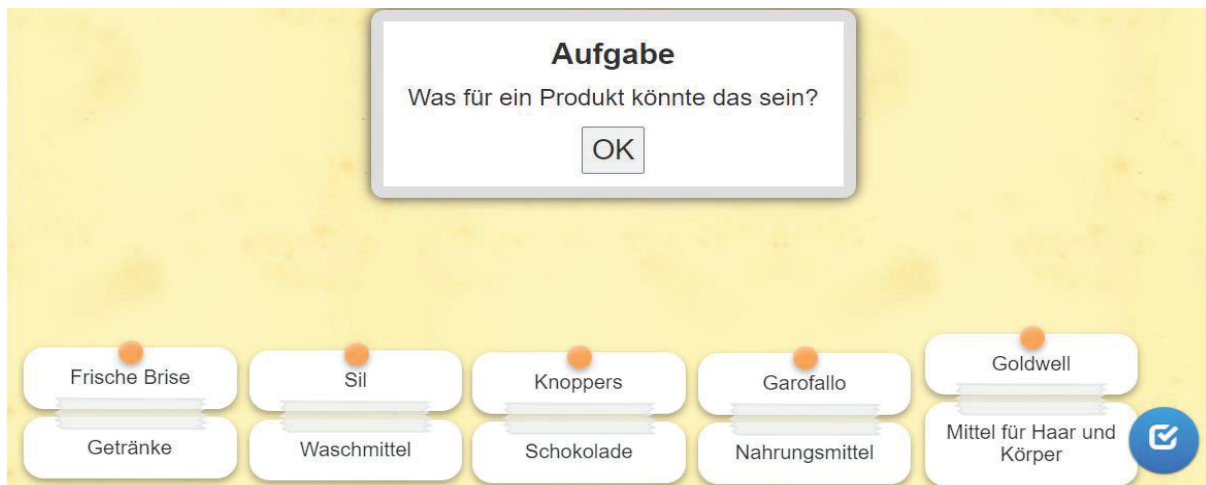 Aufgabe
Was für ein Produkt könnte das sein?
OK
Frische Brise
Getränke
Sil
Waschmittel
Knoppers
Schokolade
Garofallo
Nahrungsmittel
Goldwell
Mittel für Haar und
Körper